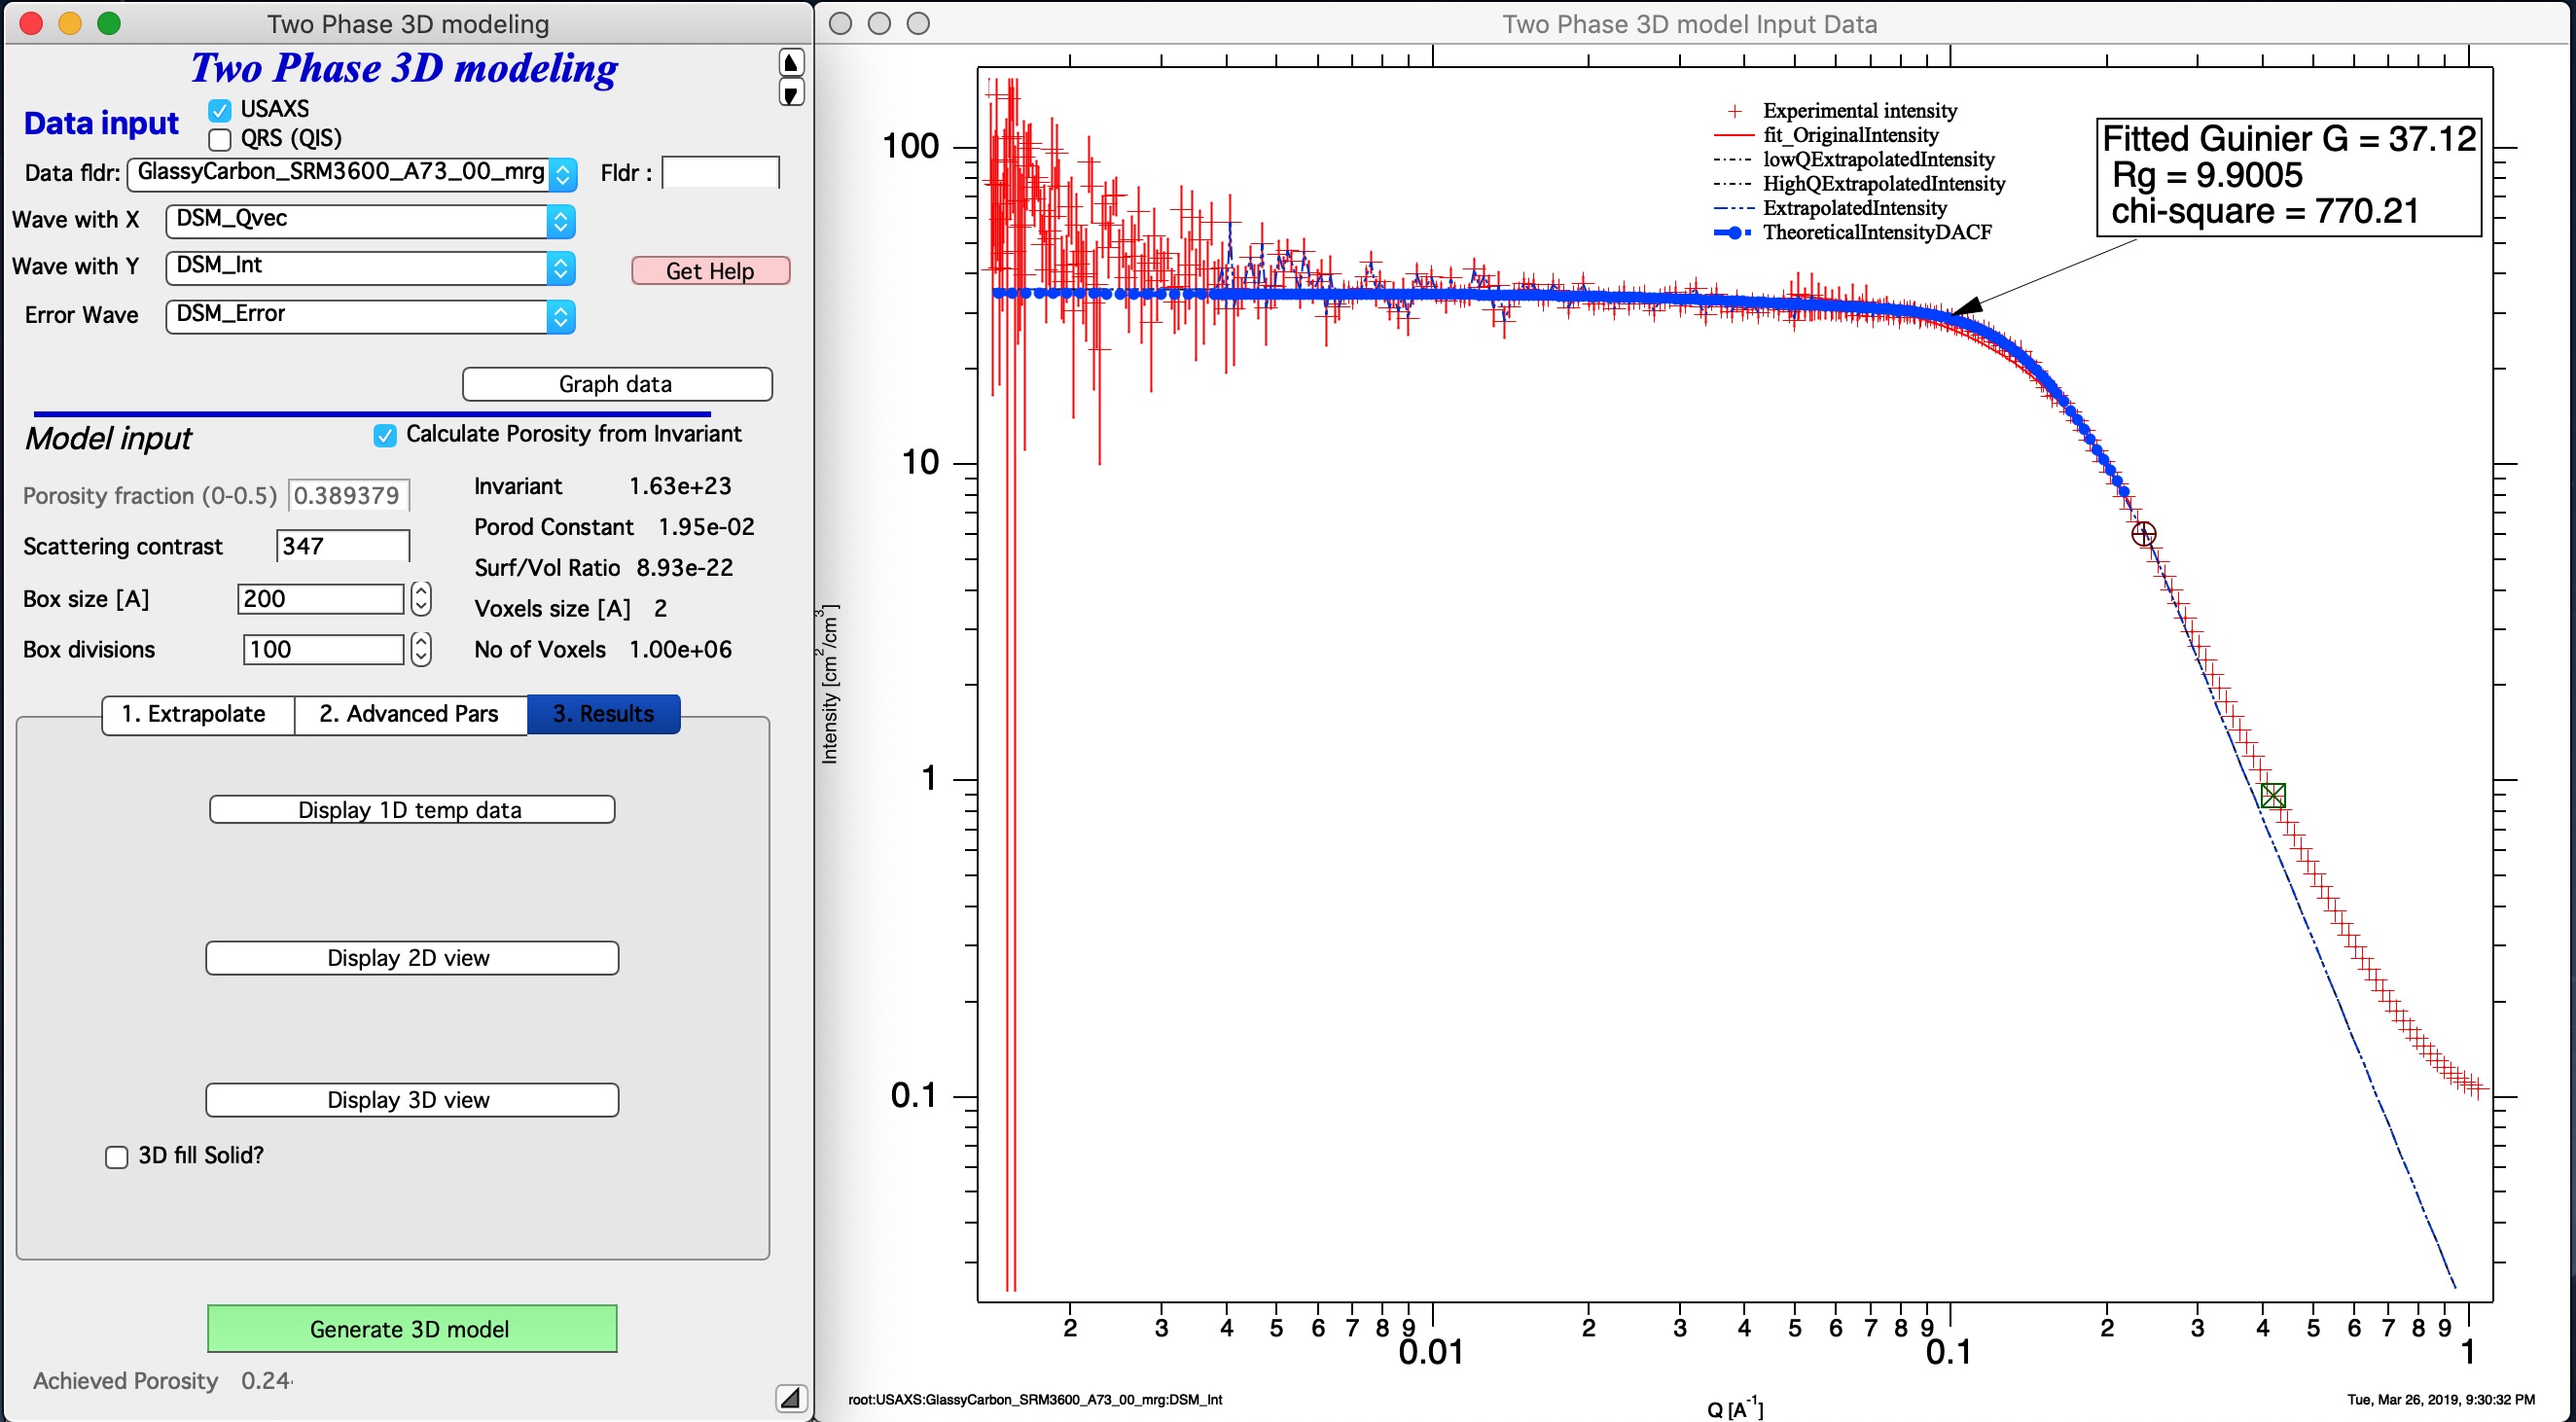 Two Phase 3D modeling
Two Phase 3D modeling
Data input
USAXS
QRS (QIS)
Data fldr: GlassyCarbon_SRM3600_A73_00_mrg Fldr :
Wave with X DSM_Qvec
Wave with Y DSM_Int
Get Help
Error Wave DSM_Error
Graph data
Model input
Calculate Porosity from Invariant
Porosity fraction (0-0.5) 0.389379
Invariant 1.63e+23
Porod Constant 1.95e-02
Scattering contrast 347
Surf/Vol Ratio 8.93e-22
Box size [A] 200
Voxels size [A] 2
Box divisions 100
No of Voxels 1.00e+06
1. Extrapolate 2. Advanced Pars 3. Results
Display 1D temp data
Display 2D view
Display 3D view
3D fill Solid?
Generate 3D model
Achieved Porosity 0.24
Two Phase 3D model Input Data
Experimental intensity
fit_OriginalIntensity
lowQExtrapolatedIntensity
HighQExtrapolatedIntensity
ExtrapolatedIntensity
TheoreticalIntensityDACF
Fitted Guinier G = 37.12
Rg = 9.9005
chi-square = 770.21
100
10
1
0.1
Intensity [cm²/cm³]
2 3 4 5 6 7 8 9 2 3 4 5 6 7 8 9 2 3 4 5 6 7 8 9
0.01 0.1 1
Q [A⁻¹]
root:USAXS:GlassyCarbon_SRM3600_A73_00_mrg:DSM_Int
Tue, Mar 26, 2019, 9:30:32 PM